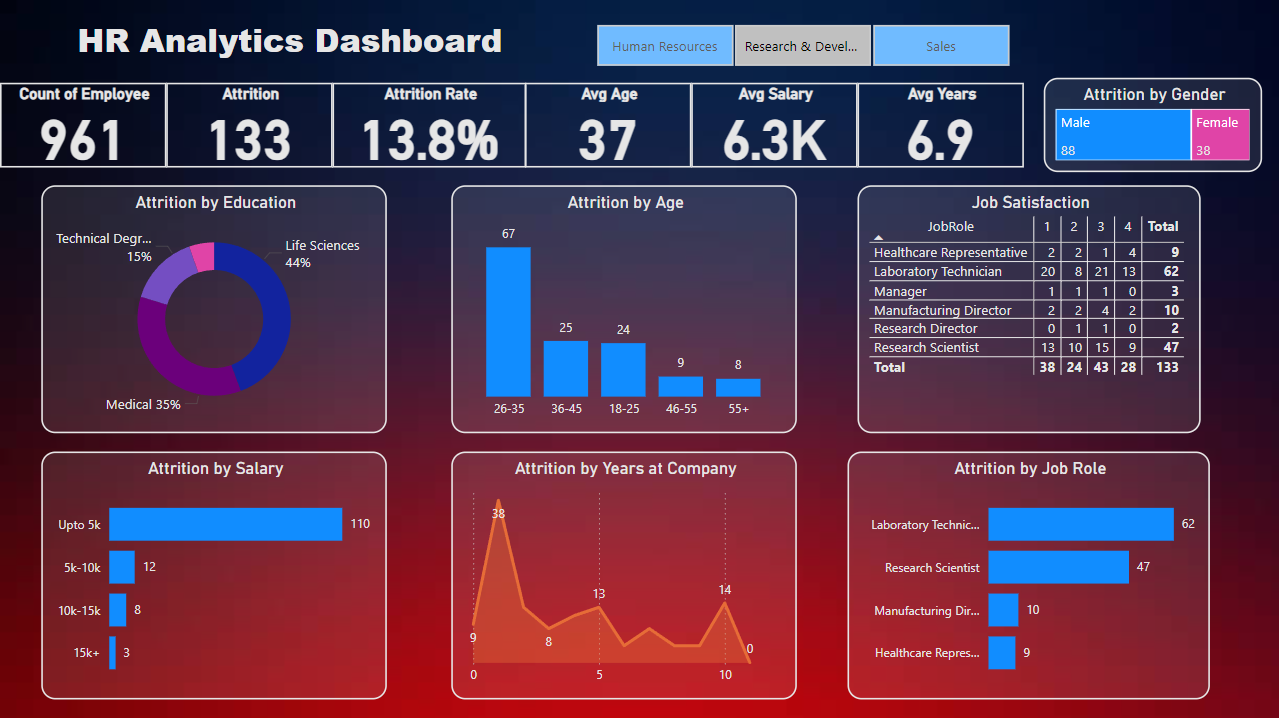 HR Analytics Dashboard
Human Resources
Research & Devel...
Sales
Count of Employee
961
Attrition
133
Attrition Rate
13.8%
Avg Age
37
Avg Salary
6.3K
Avg Years
6.9
Attrition by Gender
Male
88
Female
38
Attrition by Education
Technical Degr...
15%
Life Sciences
44%
Medical 35%
Attrition by Age
67
25
24
9
8
26-35 36-45 18-25 46-55 55+
Job Satisfaction
JobRole 1 2 3 4 Total
Healthcare Representative 2 2 1 4 9
Laboratory Technician 20 8 21 13 62
Manager 1 1 1 0 3
Manufacturing Director 2 2 4 2 10
Research Director 0 1 1 0 2
Research Scientist 13 10 15 9 47
Total 38 24 43 28 133
Attrition by Salary
Upto 5k 110
5k-10k 12
10k-15k 8
15k+ 3
Attrition by Years at Company
38
13
14
9
8
0
0 5 10
Attrition by Job Role
Laboratory Technic... 62
Research Scientist 47
Manufacturing Dir... 10
Healthcare Repres... 9